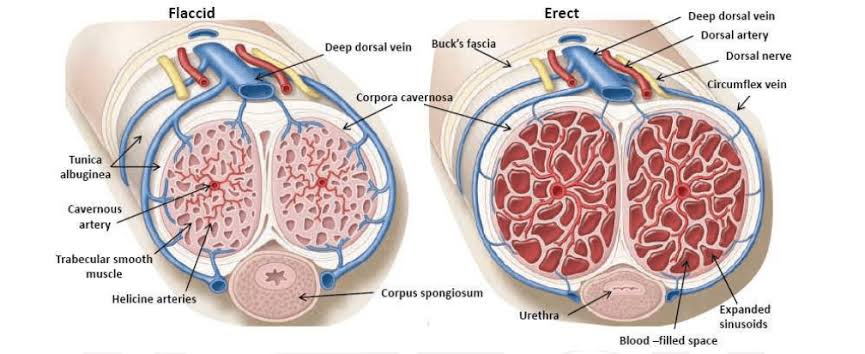 Flaccid
Erect
Deep dorsal vein
Corpora cavernosa
Tunica
albuginea
Cavernous
artery
Trabecular smooth
muscle
Helicine arteries
Corpus spongiosum
Buck's fascia
Deep dorsal vein
Dorsal artery
Dorsal nerve
Circumflex vein
Urethra
Expanded
sinusoids
Blood –filled space